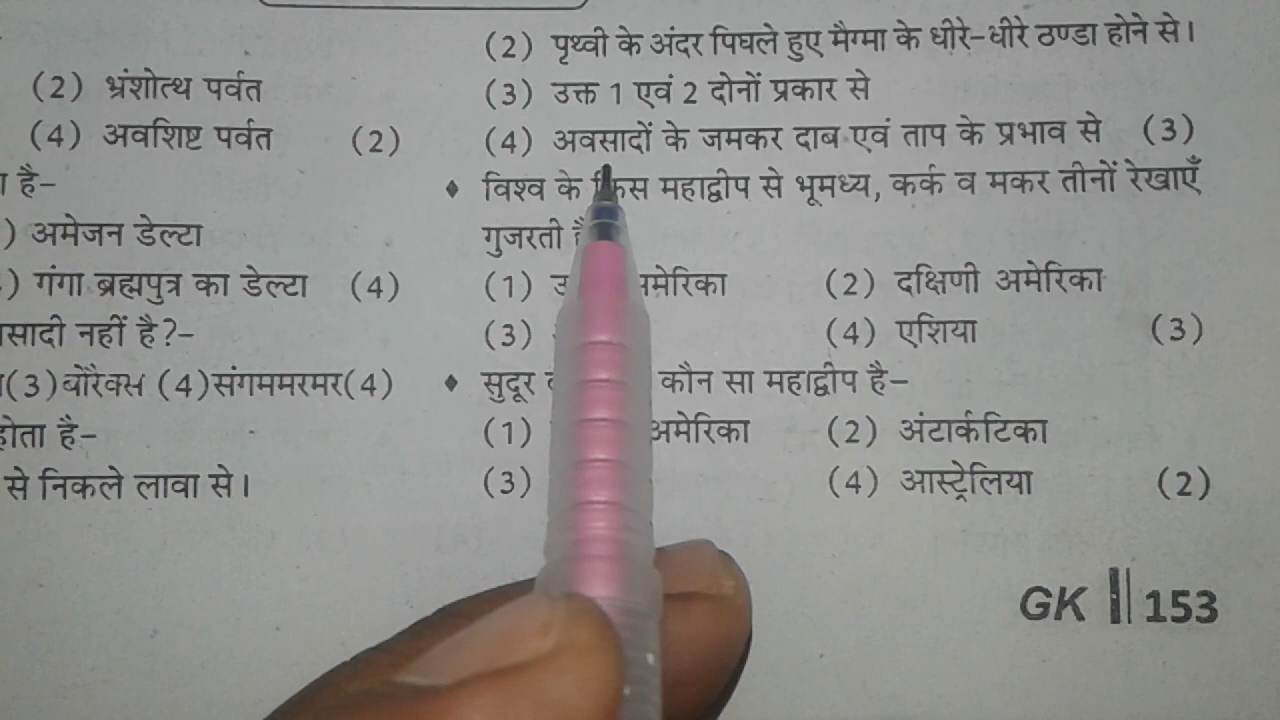 (2) भ्रंशोत्थ पर्वत
(4) अवशिष्ट पर्वत (2)
है-
) अमेजन डेल्टा
) गंगा ब्रह्मपुत्र का डेल्टा (4)
नहीं है?-
(3)बोरैक्स (4)संगममरमर(4)
होता है-
से निकले लावा से।
(2) पृथ्वी के अंदर पिघले हुए मैग्मा के धीरे-धीरे ठण्डा होने से।
(3) उक्त 1 एवं 2 दोनों प्रकार से
(4) अवसादों के जमकर दाब एवं ताप के प्रभाव से (3)
♦ विश्व के किस महाद्वीप से भूमध्य, कर्क व मकर तीनों रेखाएँ
गुजरती
(1) (2) दक्षिणी अमेरिका
(3) (4) एशिया (3)
♦ सुदूर कौन सा महाद्वीप है-
(1) अमेरिका (2) अंटार्कटिका
(3) (4) आस्ट्रेलिया (2)
GK 153